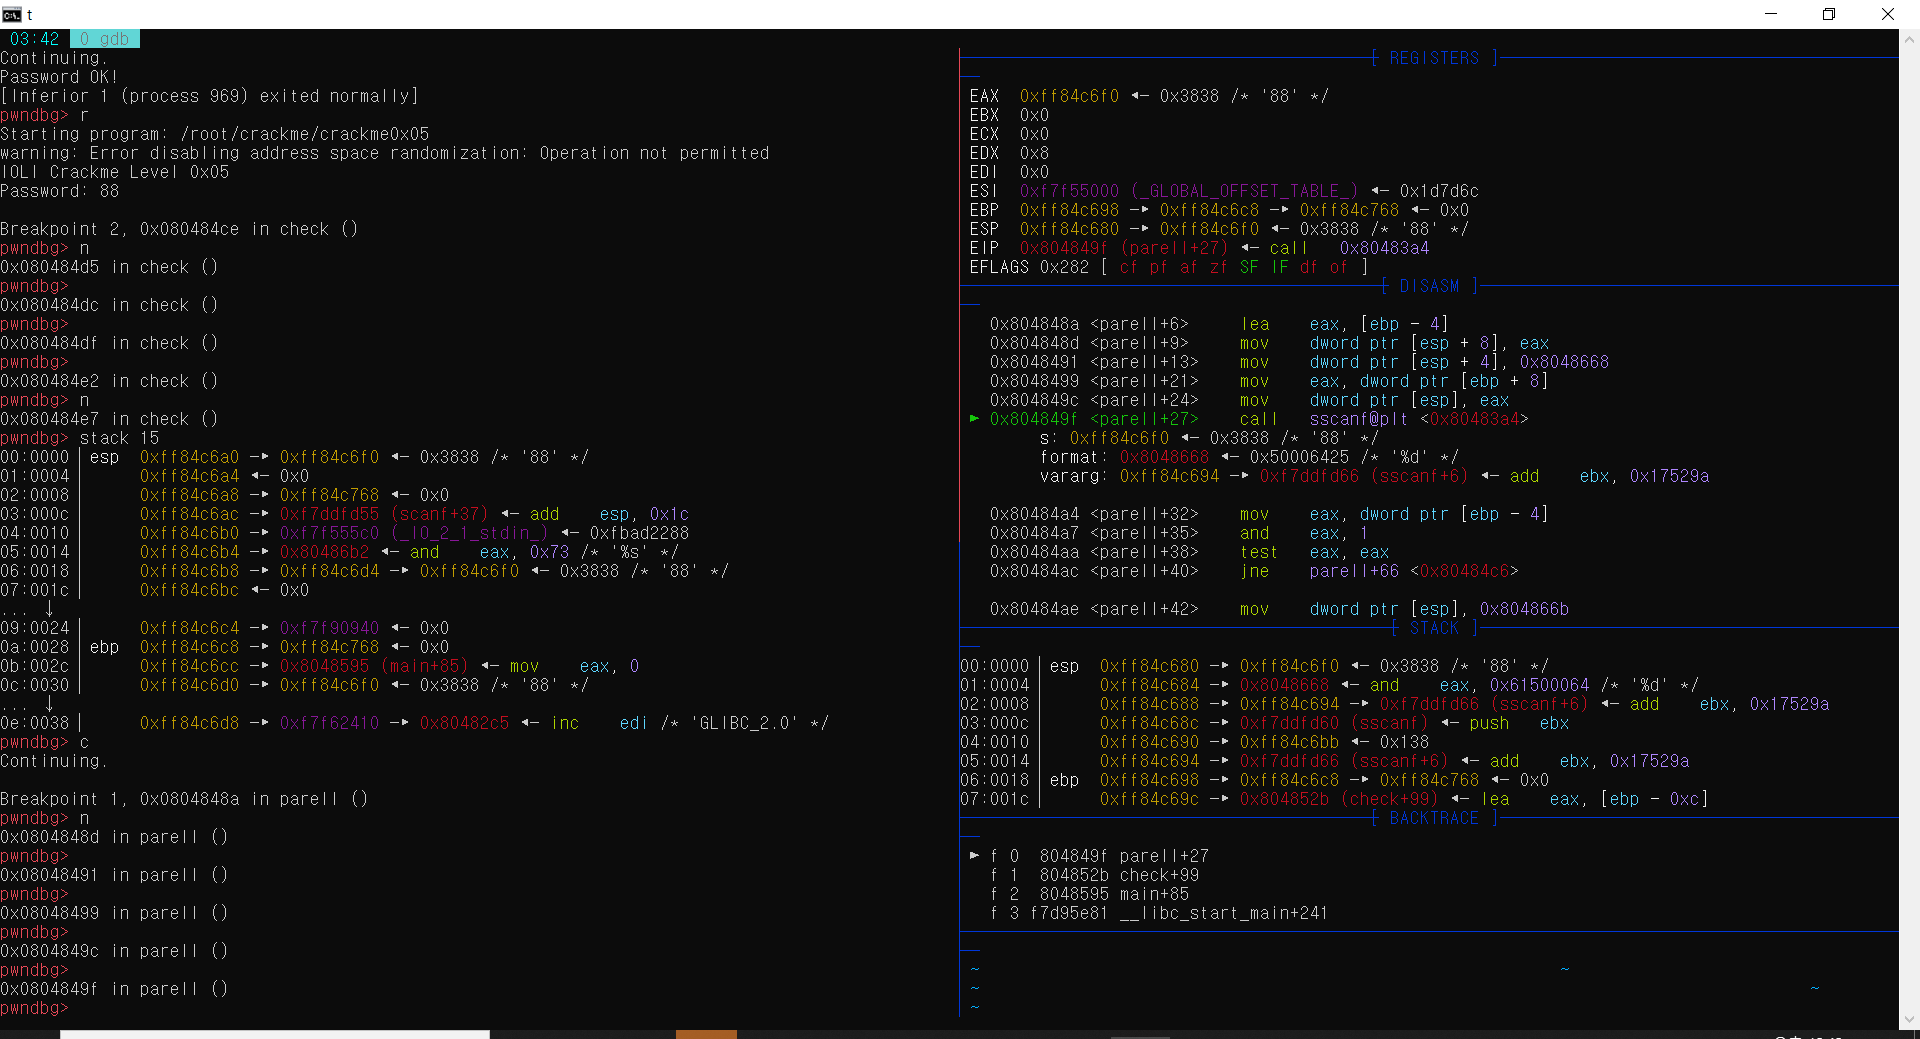 t
03:42 0 gdb
Continuing.
Password OK!
[Inferior 1 (process 969) exited normally]
pwndbg> r
Starting program: /root/crackme/crackme0x05
warning: Error disabling address space randomization: Operation not permitted
IOLI Crackme Level 0x05
Password: 88
Breakpoint 2, 0x080484ce in check ()
pwndbg> n
0x080484d5 in check ()
pwndbg>
0x080484dc in check ()
pwndbg>
0x080484df in check ()
pwndbg>
0x080484e2 in check ()
pwndbg> n
0x080484e7 in check ()
pwndbg> stack 15
00:0000│ esp 0xff84c6a0 —▸ 0xff84c6f0 ◂— 0x3838 /* '88' */
01:0004│ 0xff84c6a4 ◂— 0x0
02:0008│ 0xff84c6a8 —▸ 0xff84c768 ◂— 0x0
03:000c│ 0xff84c6ac —▸ 0xf7ddfd55 (scanf+37) ◂— add esp, 0x1c
04:0010│ 0xff84c6b0 —▸ 0xf7f555c0 (_IO_2_1_stdin_) ◂— 0xfbad2288
05:0014│ 0xff84c6b4 —▸ 0x80486b2 ◂— and eax, 0x73 /* '%s' */
06:0018│ 0xff84c6b8 —▸ 0xff84c6d4 —▸ 0xff84c6f0 ◂— 0x3838 /* '88' */
07:001c│ 0xff84c6bc ◂— 0x0
... ↓
09:0024│ 0xff84c6c4 —▸ 0xf7f90940 ◂— 0x0
0a:0028│ ebp 0xff84c6c8 —▸ 0xff84c768 ◂— 0x0
0b:002c│ 0xff84c6cc —▸ 0x8048595 (main+85) ◂— mov eax, 0
0c:0030│ 0xff84c6d0 —▸ 0xff84c6f0 ◂— 0x3838 /* '88' */
... ↓
0e:0038│ 0xff84c6d8 —▸ 0xf7f62410 —▸ 0x80482c5 ◂— inc edi /* 'GLIBC_2.0' */
pwndbg> c
Continuing.
Breakpoint 1, 0x0804848a in parell ()
pwndbg> n
0x0804848d in parell ()
pwndbg>
0x08048491 in parell ()
pwndbg>
0x08048499 in parell ()
pwndbg>
0x0804849c in parell ()
pwndbg>
0x0804849f in parell ()
pwndbg>
[ REGISTERS ]
EAX 0xff84c6f0 ◂— 0x3838 /* '88' */
EBX 0x0
ECX 0x0
EDX 0x8
EDI 0x0
ESI 0xf7f55000 (_GLOBAL_OFFSET_TABLE_) ◂— 0x1d7d6c
EBP 0xff84c698 —▸ 0xff84c6c8 —▸ 0xff84c768 ◂— 0x0
ESP 0xff84c680 —▸ 0xff84c6f0 ◂— 0x3838 /* '88' */
EIP 0x804849f (parell+27) ◂— call 0x80483a4
EFLAGS 0x282 [ cf pf af zf SF IF df of ]
[ DISASM ]
0x804848a <parell+6> lea eax, [ebp - 4]
0x804848d <parell+9> mov dword ptr [esp + 8], eax
0x8048491 <parell+13> mov dword ptr [esp + 4], 0x8048668
0x8048499 <parell+21> mov eax, dword ptr [ebp + 8]
0x804849c <parell+24> mov dword ptr [esp], eax
► 0x804849f <parell+27> call sscanf@plt <0x80483a4>
s: 0xff84c6f0 ◂— 0x3838 /* '88' */
format: 0x8048668 ◂— 0x50006425 /* '%d' */
vararg: 0xff84c694 —▸ 0xf7ddfd66 (sscanf+6) ◂— add ebx, 0x17529a
0x80484a4 <parell+32> mov eax, dword ptr [ebp - 4]
0x80484a7 <parell+35> and eax, 1
0x80484aa <parell+38> test eax, eax
0x80484ac <parell+40> jne parell+66 <0x80484c6>
0x80484ae <parell+42> mov dword ptr [esp], 0x804866b
[ STACK ]
00:0000│ esp 0xff84c680 —▸ 0xff84c6f0 ◂— 0x3838 /* '88' */
01:0004│ 0xff84c684 —▸ 0x8048668 ◂— and eax, 0x61500064 /* '%d' */
02:0008│ 0xff84c688 —▸ 0xff84c694 —▸ 0xf7ddfd66 (sscanf+6) ◂— add ebx, 0x17529a
03:000c│ 0xff84c68c —▸ 0xf7ddfd60 (sscanf) ◂— push ebx
04:0010│ 0xff84c690 —▸ 0xff84c6bb ◂— 0x138
05:0014│ 0xff84c694 —▸ 0xf7ddfd66 (sscanf+6) ◂— add ebx, 0x17529a
06:0018│ ebp 0xff84c698 —▸ 0xff84c6c8 —▸ 0xff84c768 ◂— 0x0
07:001c│ 0xff84c69c —▸ 0x804852b (check+99) ◂— lea eax, [ebp - 0xc]
[ BACKTRACE ]
► f 0 804849f parell+27
f 1 804852b check+99
f 2 8048595 main+85
f 3 f7d95e81 __libc_start_main+241
~ ~
~ ~
~